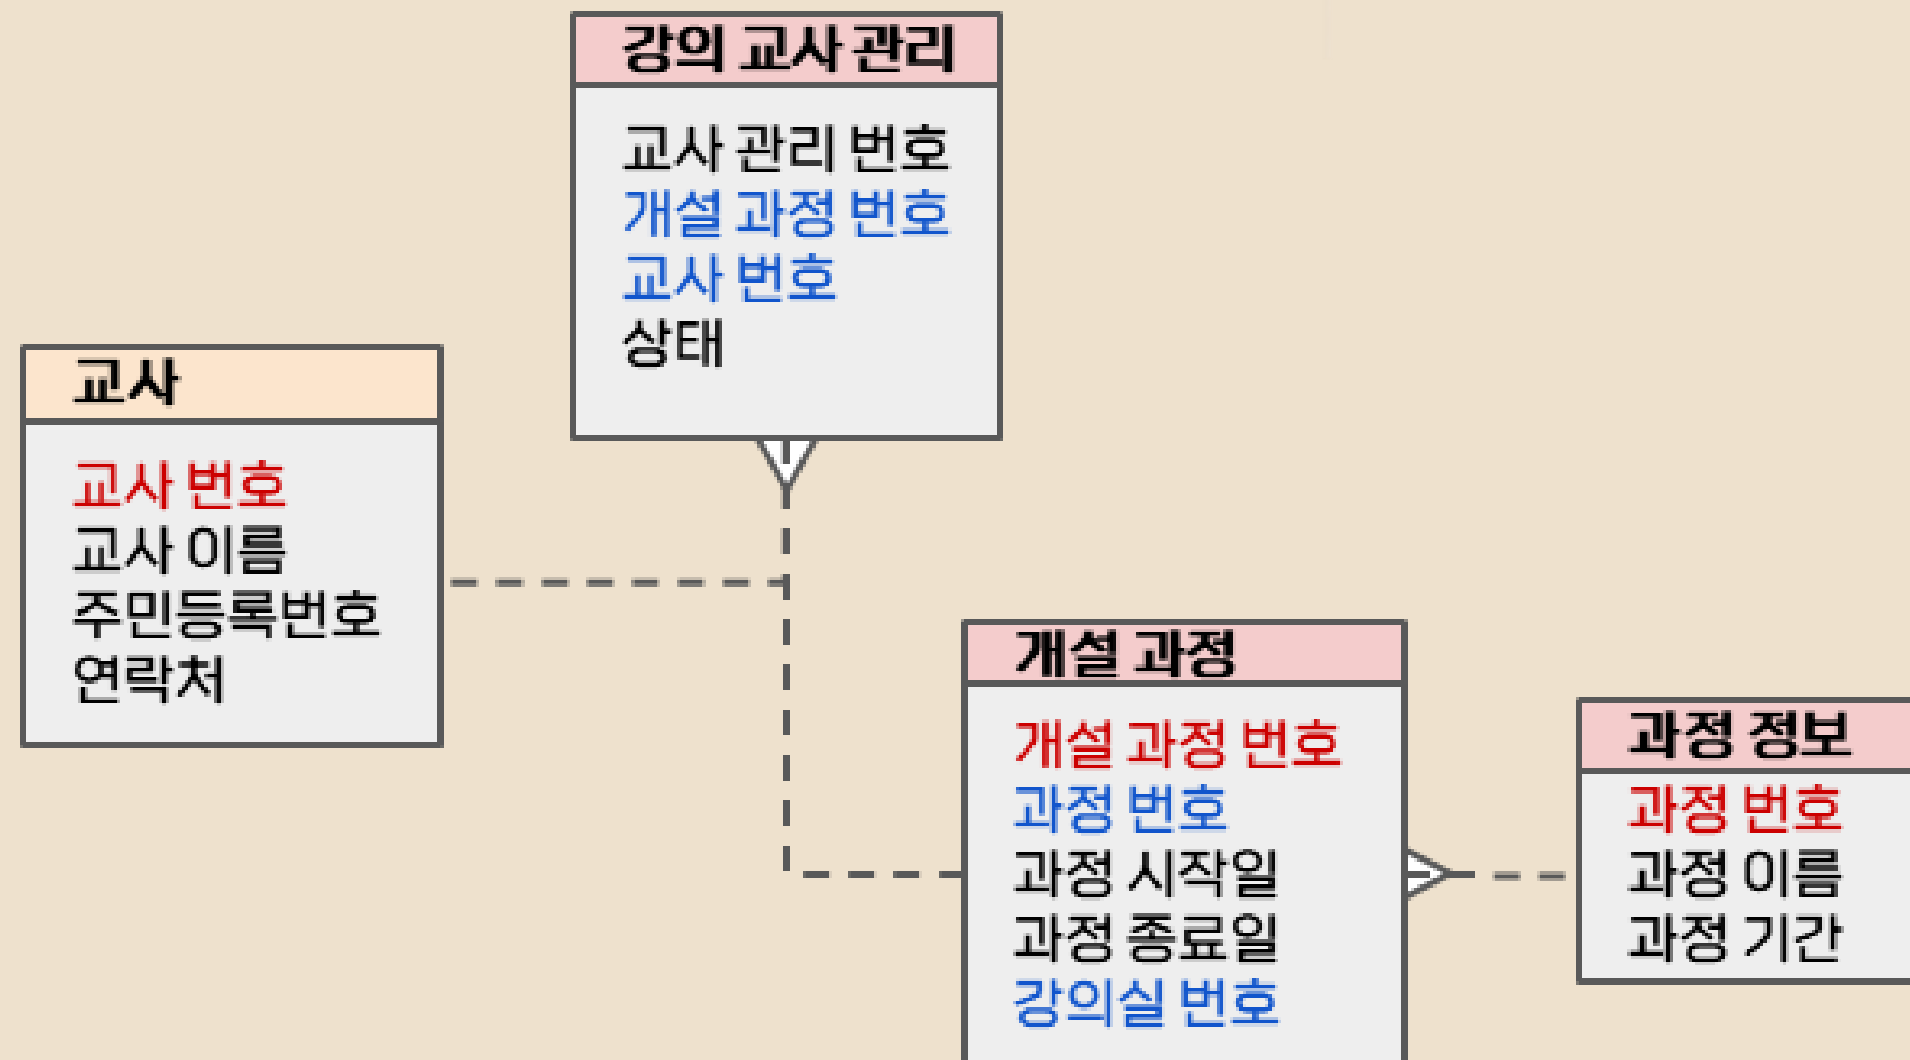 강의 교사 관리
교사 관리 번호
개설 과정 번호
교사 번호
상태
교사
교사 번호
교사 이름
주민등록번호
연락처
개설 과정
개설 과정 번호
과정 번호
과정 시작일
과정 종료일
강의실 번호
과정 정보
과정 번호
과정 이름
과정 기간